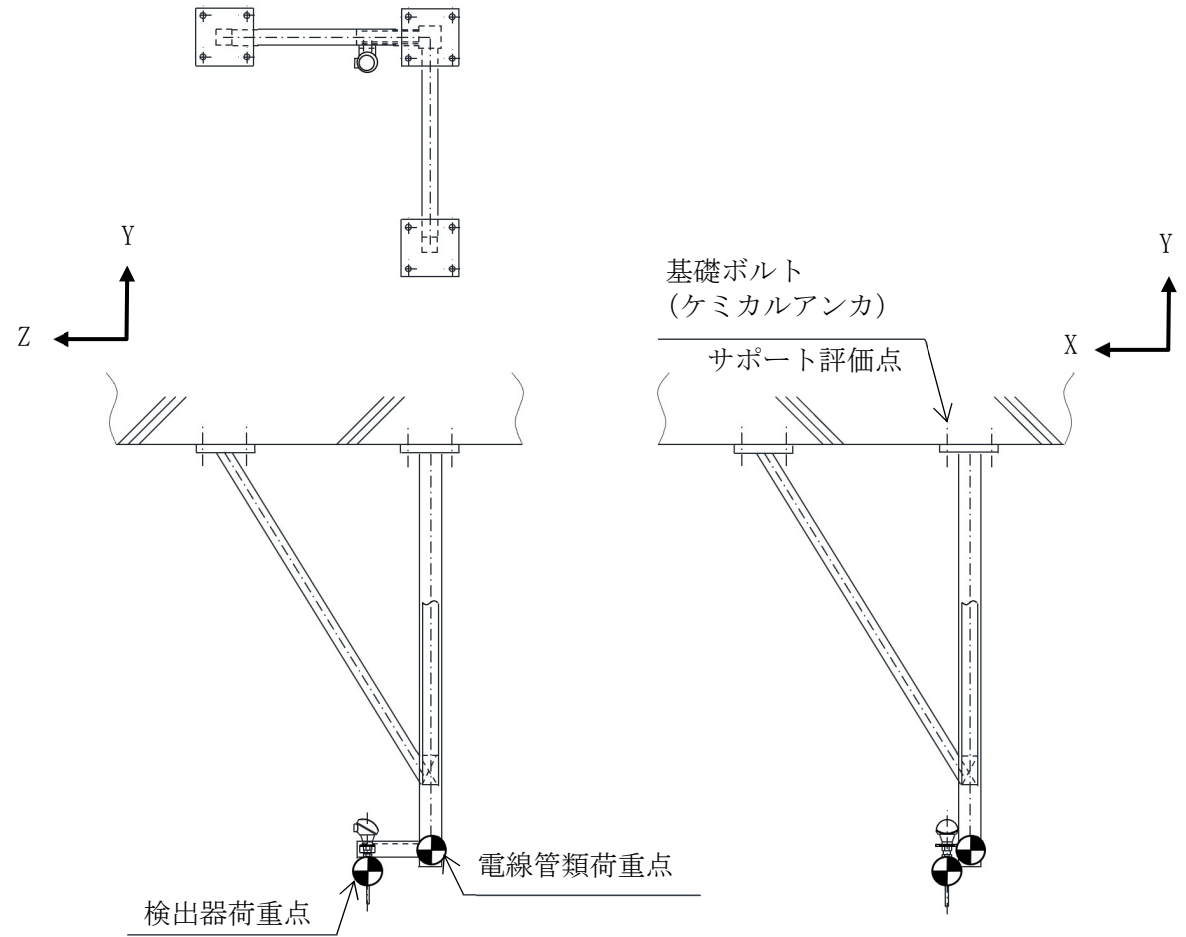 Y
Z
Y
X
基礎ボルト
(ケミカルアンカ)
サポート評価点
電線管類荷重点
検出器荷重点